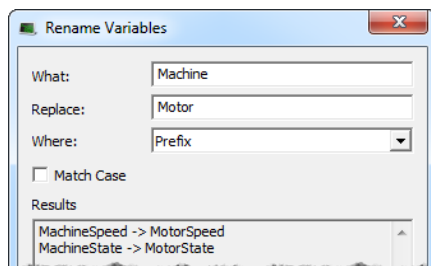 Rename Variables
What: Machine
Replace: Motor
Where: Prefix
Match Case
Results
MachineSpeed -> MotorSpeed
MachineState -> MotorState